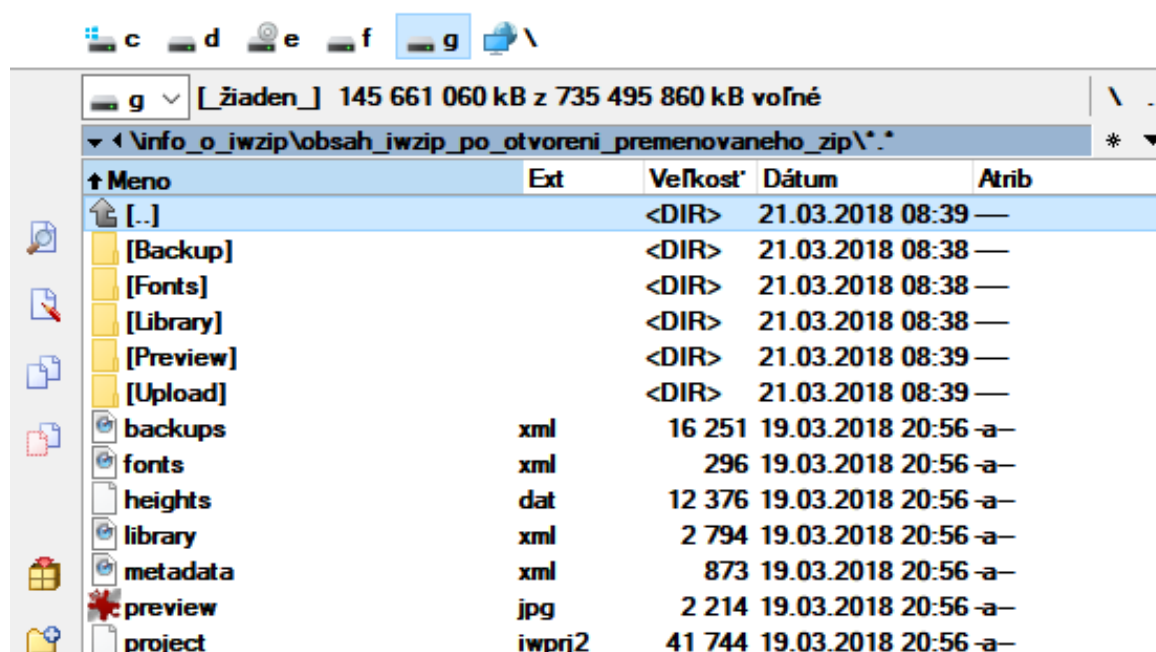 c d e f g \
g [_žiaden_] 145 661 060 kB z 735 495 860 kB voľné \ .
\info_o_iwzip\obsah_iwzip_po_otvoreni_premenovaneho_zip\*.* *
Meno Ext Veľkosť Dátum Atrib
[..] <DIR> 21.03.2018 08:39 ----
[Backup] <DIR> 21.03.2018 08:38 ----
[Fonts] <DIR> 21.03.2018 08:38 ----
[Library] <DIR> 21.03.2018 08:38 ----
[Preview] <DIR> 21.03.2018 08:39 ----
[Upload] <DIR> 21.03.2018 08:39 ----
backups xml 16 251 19.03.2018 20:56 -a--
fonts xml 296 19.03.2018 20:56 -a--
heights dat 12 376 19.03.2018 20:56 -a--
library xml 2 794 19.03.2018 20:56 -a--
metadata xml 873 19.03.2018 20:56 -a--
preview jpg 2 214 19.03.2018 20:56 -a--
project iwprj2 41 744 19.03.2018 20:56 -a--